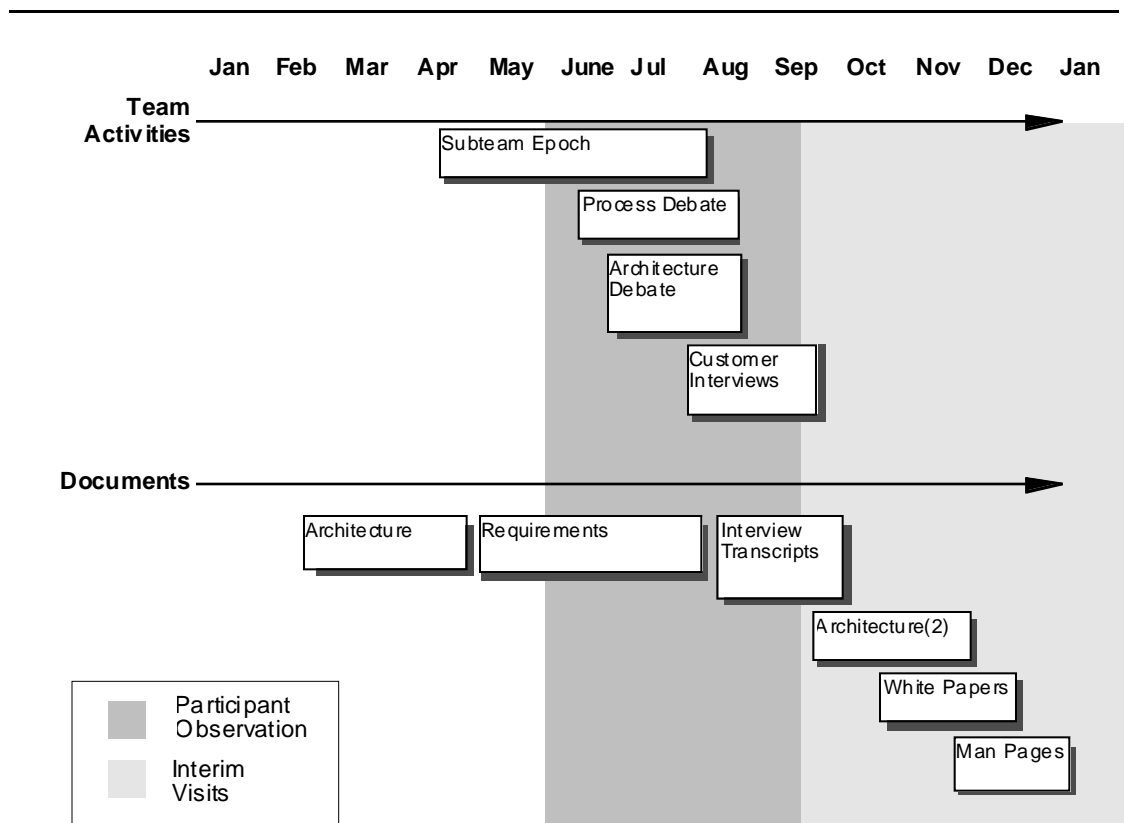 Jan Feb Mar Apr May June Jul Aug Sep Oct Nov Dec Jan
Team
Activities
Subteam Epoch
Process Debate
Architecture
Debate
Customer
Interviews
Documents
Architecture
Requirements
Interview
Transcripts
Architecture(2)
White Papers
Man Pages
Participant
Observation
Interim
Visits